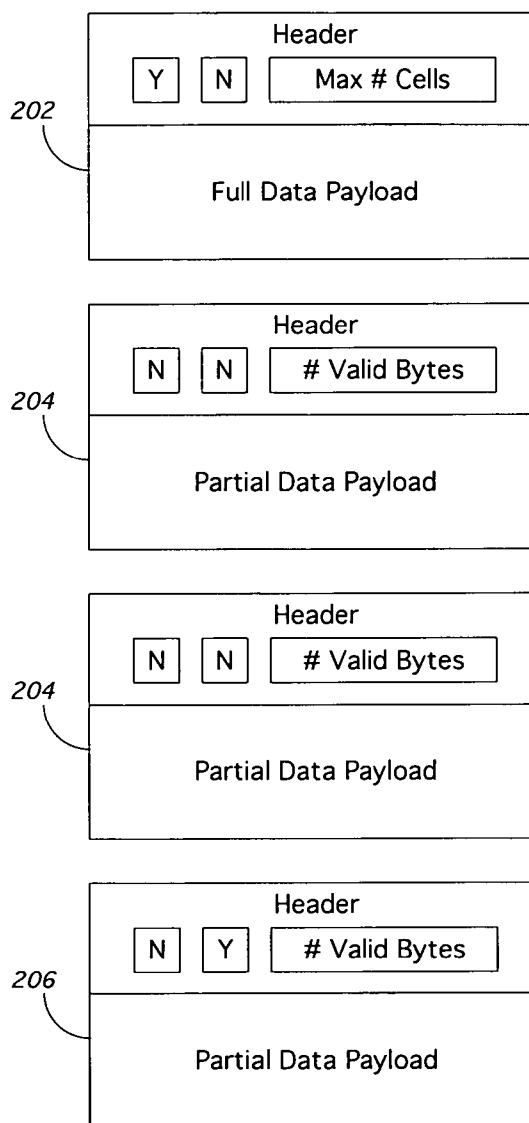 Header
Y N Max # Cells
202
Full Data Payload
Header
N N # Valid Bytes
204
Partial Data Payload
Header
N N # Valid Bytes
204
Partial Data Payload
Header
N Y # Valid Bytes
206
Partial Data Payload